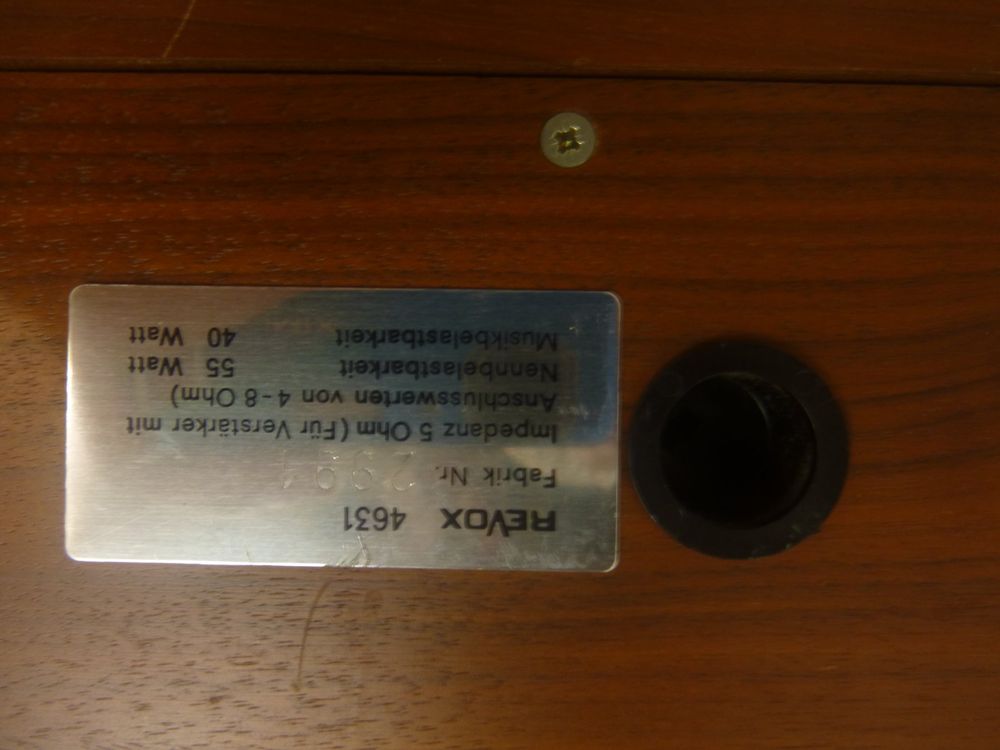 REVOX 4631
Fabrik Nr.
Impedanz 5 Ohm (Für Verstärker mit
Anschlusswerten von 4-8 Ohm)
Nennbelastbarkeit 55 Watt
Musikbelastbarkeit 40 Watt